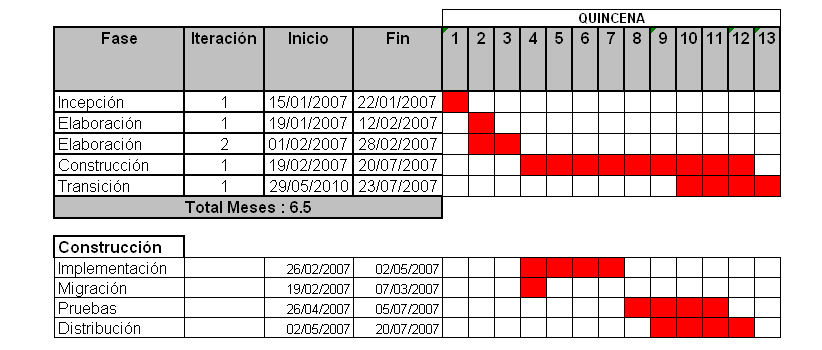 QUINCENA
Fase Iteración Inicio Fin 1 2 3 4 5 6 7 8 9 10 11 12 13
Incepción 1 15/01/2007 22/01/2007
Elaboración 1 19/01/2007 12/02/2007
Elaboración 2 01/02/2007 28/02/2007
Construcción 1 19/02/2007 20/07/2007
Transición 1 29/05/2010 23/07/2007
Total Meses : 6.5
Construcción
Implementación 26/02/2007 02/05/2007
Migración 19/02/2007 07/03/2007
Pruebas 26/04/2007 05/07/2007
Distribución 02/05/2007 20/07/2007